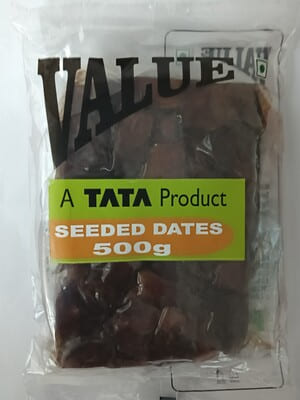 VALUE
A TATA Product
SEEDED DATES
500g